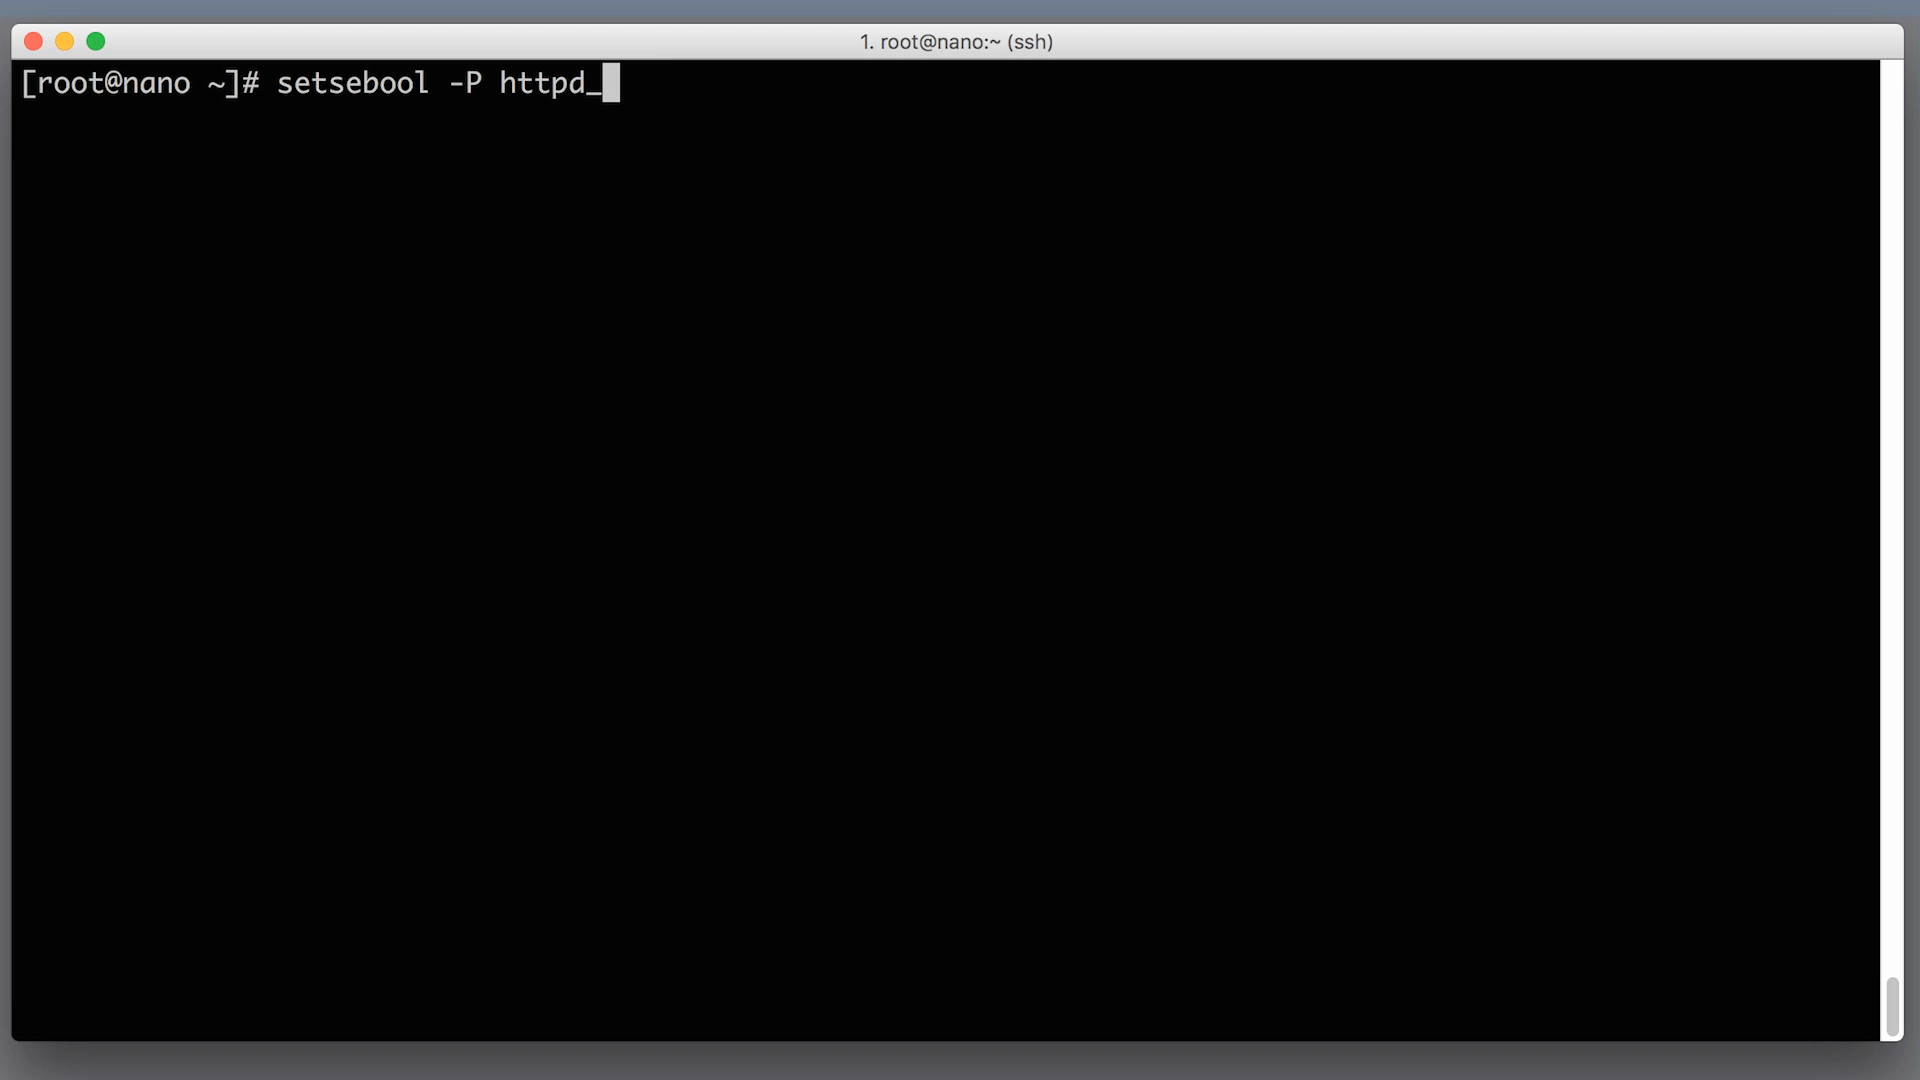 1. root@nano:~ (ssh)
[root@nano ~]# setsebool -P httpd_